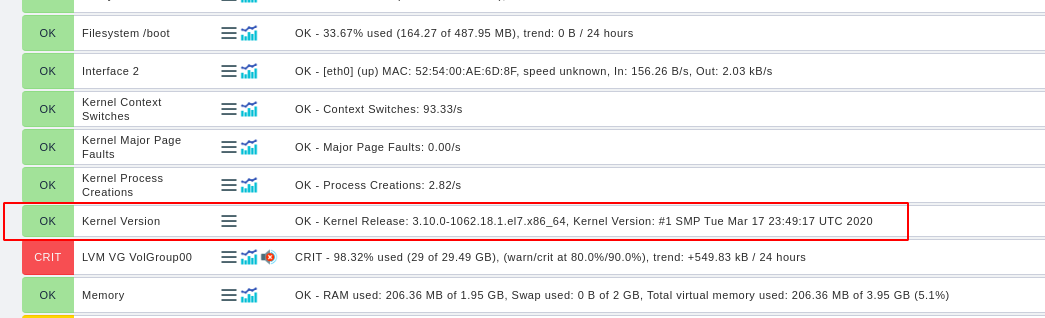 OK Filesystem /boot OK - 33.67% used (164.27 of 487.95 MB), trend: 0 B / 24 hours
OK Interface 2 OK - [eth0] (up) MAC: 52:54:00:AE:6D:8F, speed unknown, In: 156.26 B/s, Out: 2.03 kB/s
OK Kernel Context Switches OK - Context Switches: 93.33/s
OK Kernel Major Page Faults OK - Major Page Faults: 0.00/s
OK Kernel Process Creations OK - Process Creations: 2.82/s
OK Kernel Version OK - Kernel Release: 3.10.0-1062.18.1.el7.x86_64, Kernel Version: #1 SMP Tue Mar 17 23:49:17 UTC 2020
CRIT LVM VG VolGroup00 CRIT - 98.32% used (29 of 29.49 GB), (warn/crit at 80.0%/90.0%), trend: +549.83 kB / 24 hours
OK Memory OK - RAM used: 206.36 MB of 1.95 GB, Swap used: 0 B of 2 GB, Total virtual memory used: 206.36 MB of 3.95 GB (5.1%)